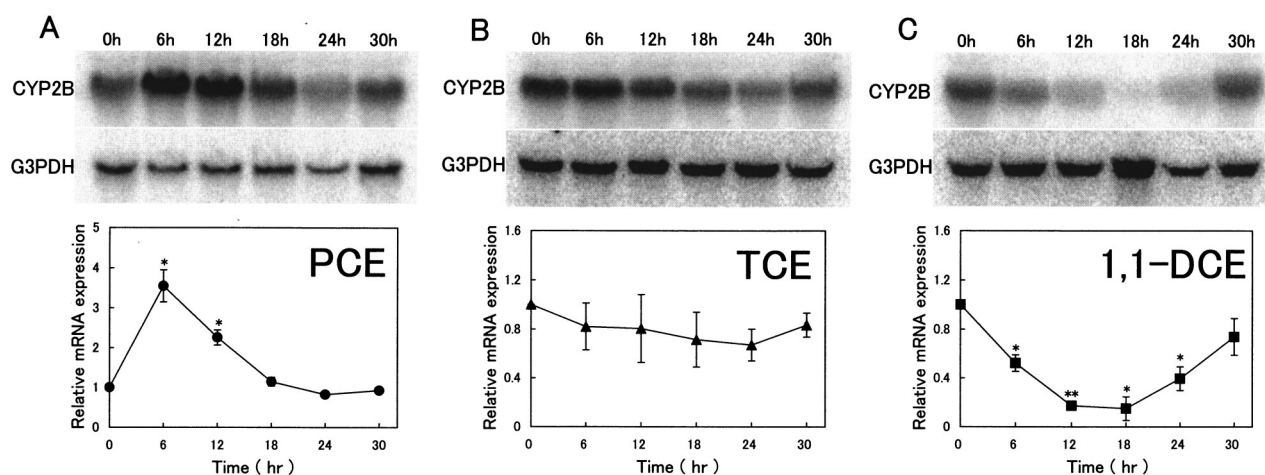 A B C
0h 6h 12h 18h 24h 30h 0h 6h 12h 18h 24h 30h 0h 6h 12h 18h 24h 30h
CYP2B CYP2B CYP2B
G3PDH G3PDH G3PDH
Relative mRNA expression
5
4
3
2
1
0
PCE
*
*
0 6 12 18 24 30
Time ( hr )
Relative mRNA expression
1.6
1.2
0.8
0.4
0
TCE
0 6 12 18 24 30
Time ( hr )
Relative mRNA expression
1.6
1.2
0.8
0.4
0
1,1-DCE
*
**
*
*
0 6 12 18 24 30
Time ( hr )